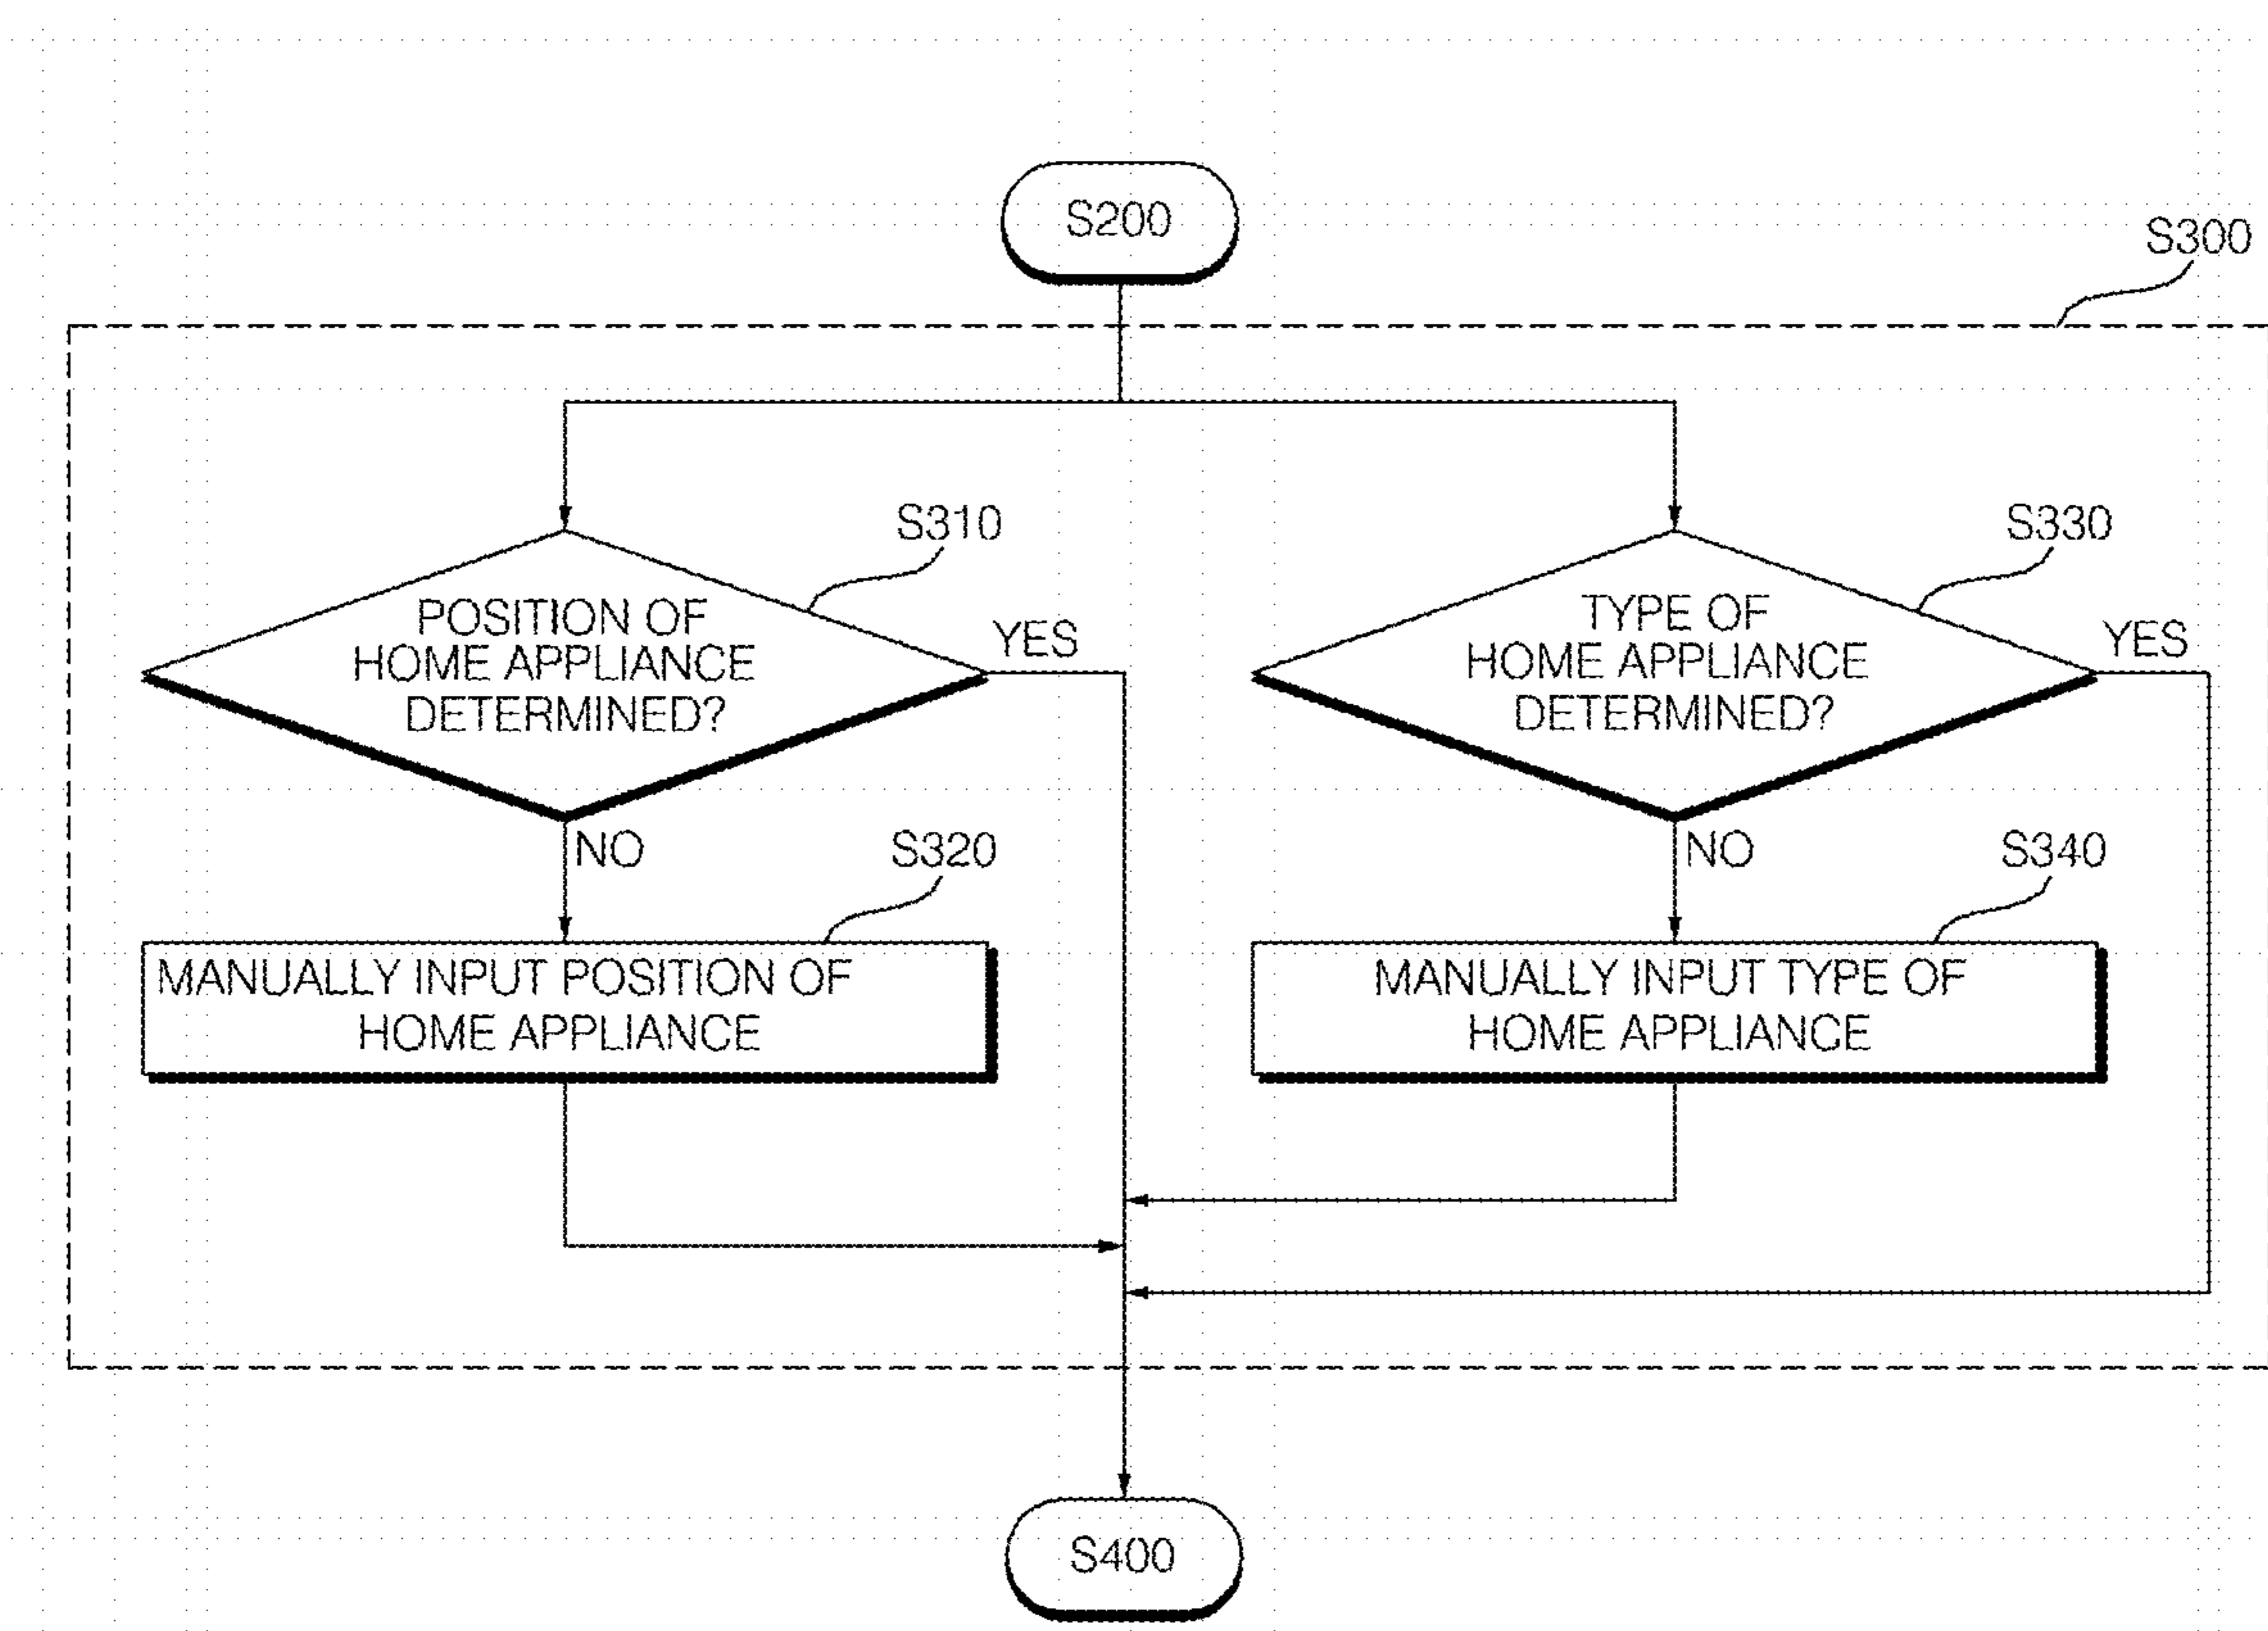 S200
S300
S310
POSITION OF
HOME APPLIANCE
DETERMINED?
YES
NO
S330
TYPE OF
HOME APPLIANCE
DETERMINED?
YES
NO
S320
MANUALLY INPUT POSITION OF
HOME APPLIANCE
S340
MANUALLY INPUT TYPE OF
HOME APPLIANCE
S400